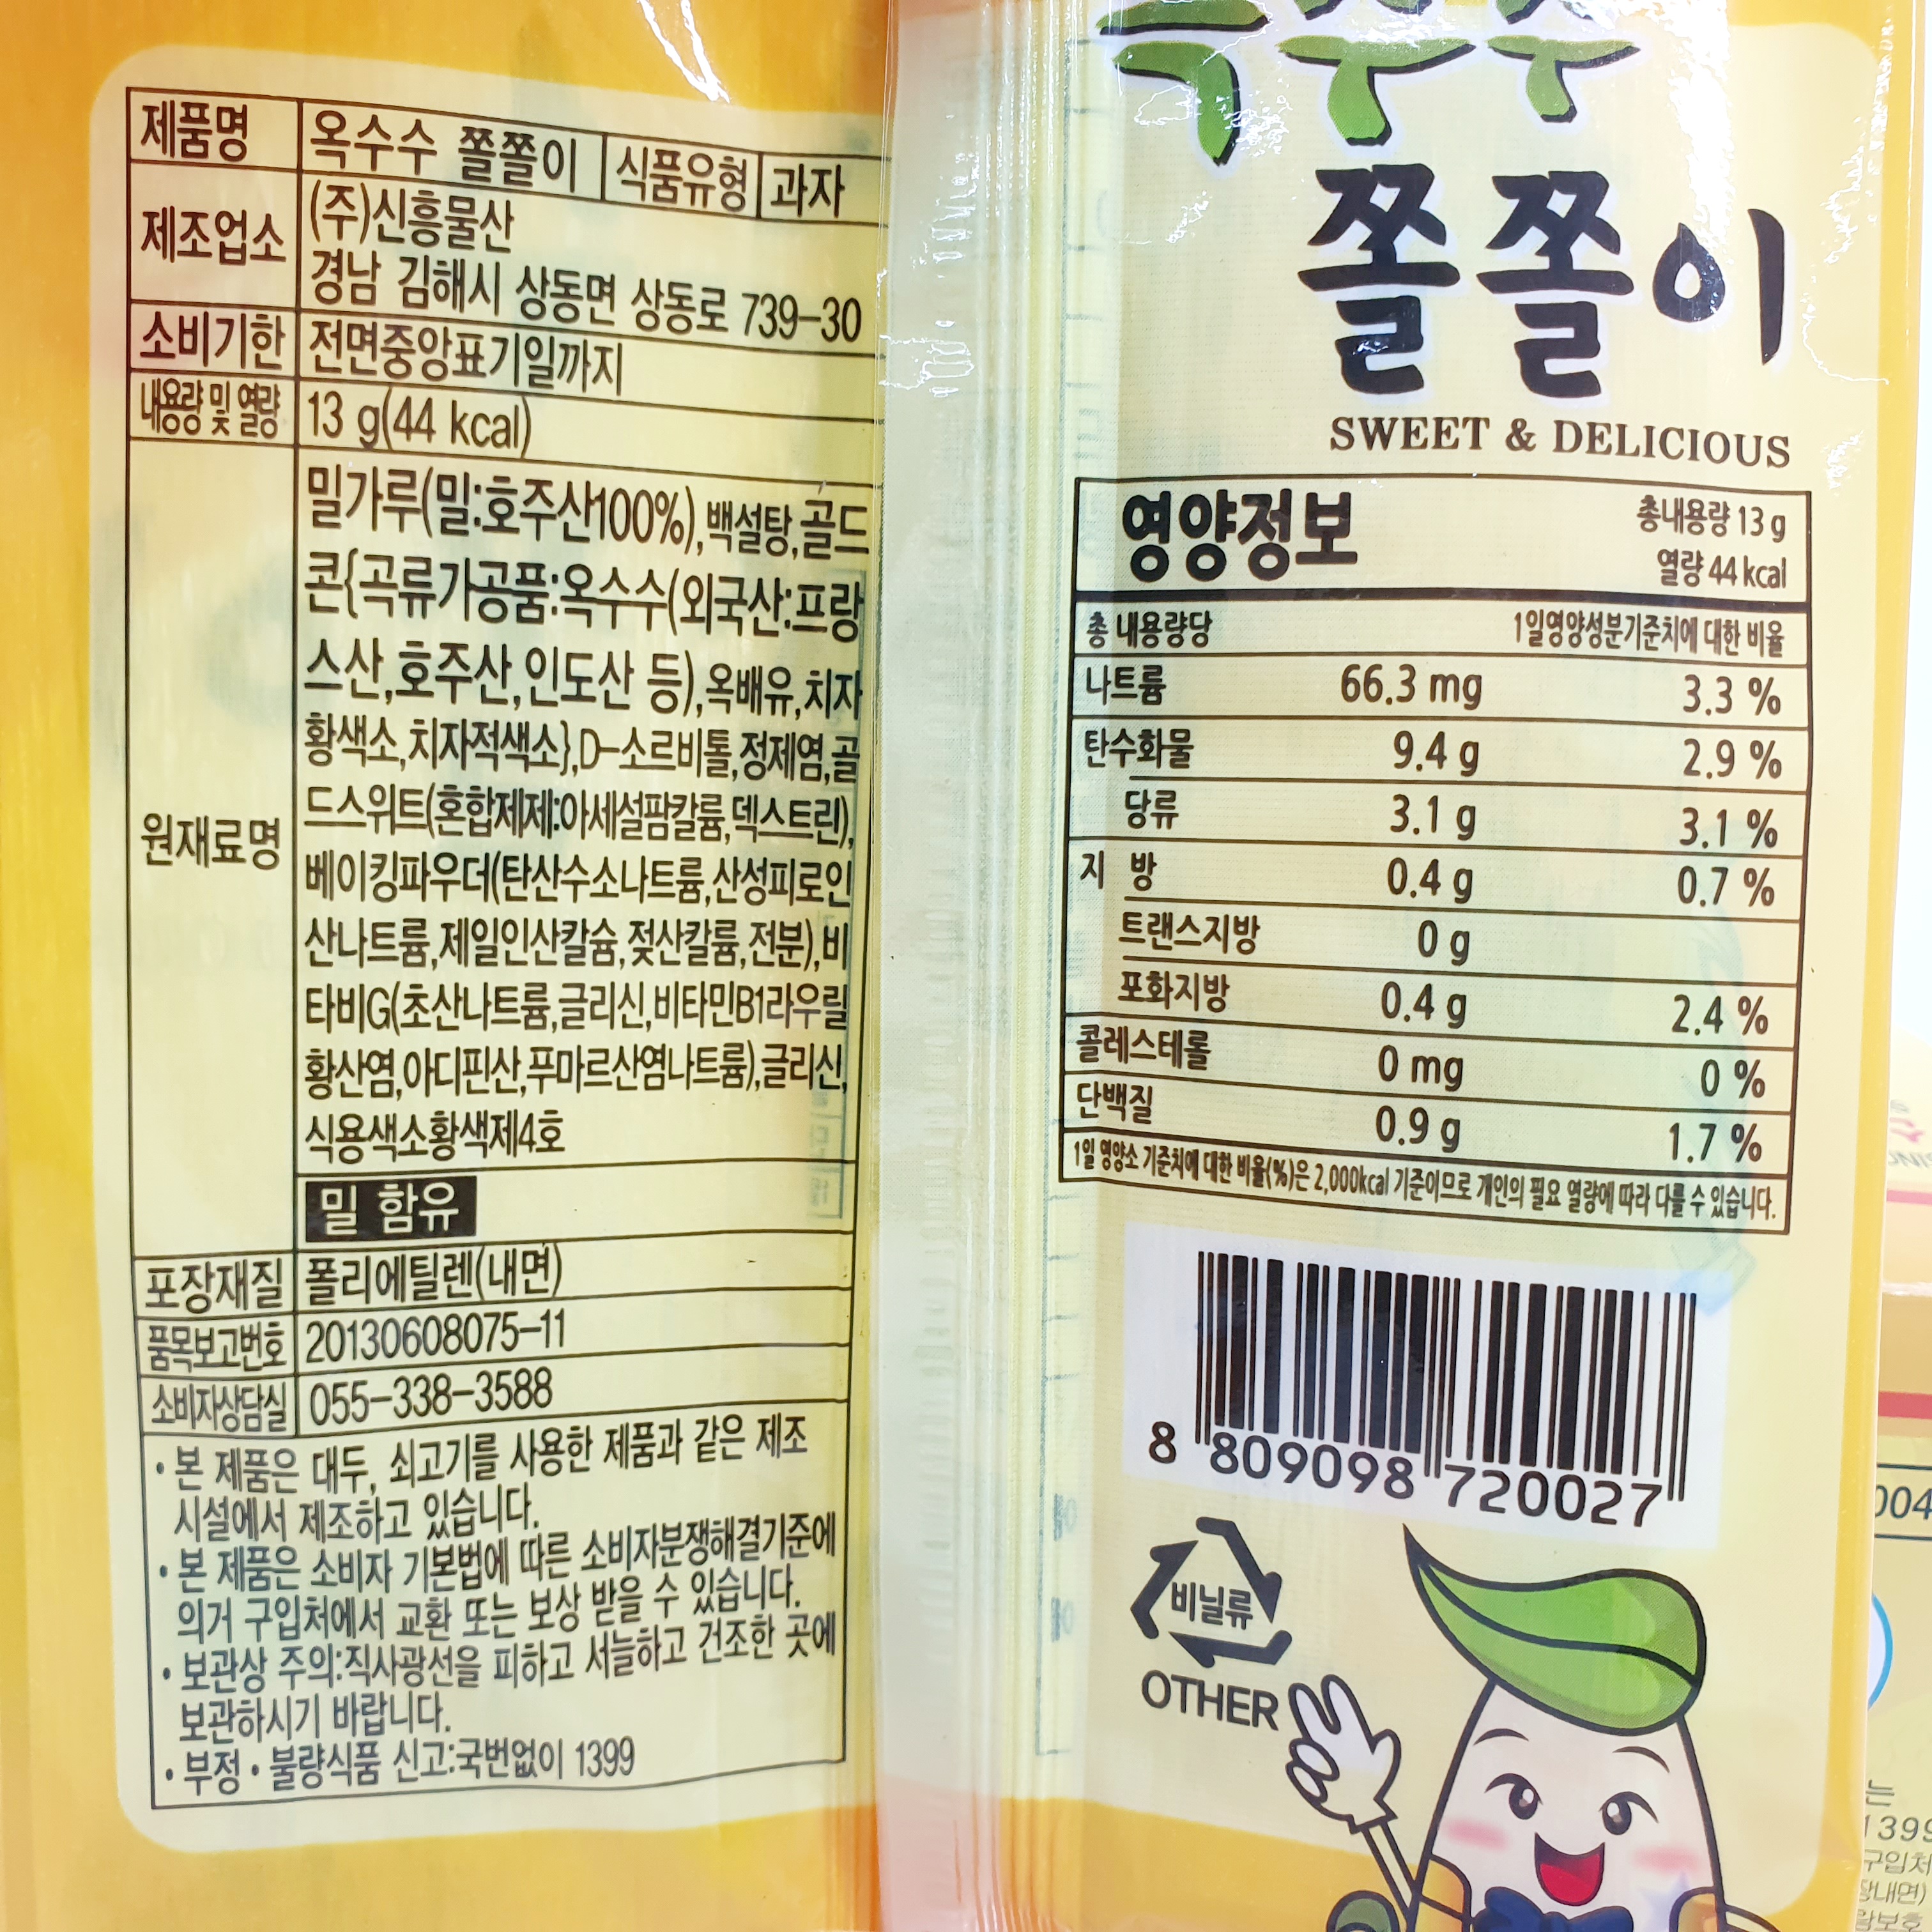 제품명 옥수수 쫄쫄이 식품유형 과자
제조업소 (주)신흥물산
경남 김해시 상동면 상동로 739-30
소비기한 전면중앙표기일까지
내용량 및 열량 13 g(44 kcal)
원재료명
밀가루(밀:호주산100%),백설탕,골드
콘{곡류가공품:옥수수(외국산:프랑
스산,호주산,인도산 등),옥배유,치자
황색소,치자적색소},D-소르비톨,정제염,골
드스위트(혼합제제:아세설팜칼륨,덱스트린),
베이킹파우더(탄산수소나트륨,산성피로인
산나트륨,제일인산칼슘,젖산칼륨,전분),비
타비G(초산나트륨,글리신,비타민B1라우릴
황산염,아디핀산,푸마르산염나트륨),글리신,
식용색소황색제4호
밀 함유
포장재질 폴리에틸렌(내면)
품목보고번호 20130608075-11
소비자상담실 055-338-3588
• 본 제품은 대두, 쇠고기를 사용한 제품과 같은 제조
시설에서 제조하고 있습니다.
• 본 제품은 소비자 기본법에 따른 소비자분쟁해결기준에
의거 구입처에서 교환 또는 보상 받을 수 있습니다.
• 보관상 주의:직사광선을 피하고 서늘하고 건조한 곳에
보관하시기 바랍니다.
• 부정 • 불량식품 신고:국번없이 1399
쫄쫄이
SWEET & DELICIOUS
영양정보
총내용량 13 g
열량 44 kcal
총 내용량당 1일영양성분기준치에 대한 비율
나트륨 66.3 mg 3.3 %
탄수화물 9.4 g 2.9 %
당류 3.1 g 3.1 %
지 방 0.4 g 0.7 %
트랜스지방 0 g
포화지방 0.4 g 2.4 %
콜레스테롤 0 mg 0 %
단백질 0.9 g 1.7 %
1일 영양소 기준치에 대한 비율(%)은 2,000kcal 기준이므로 개인의 필요 열량에 따라 다를 수 있습니다.
8 809098 720027
비닐류
OTHER
는
구입처